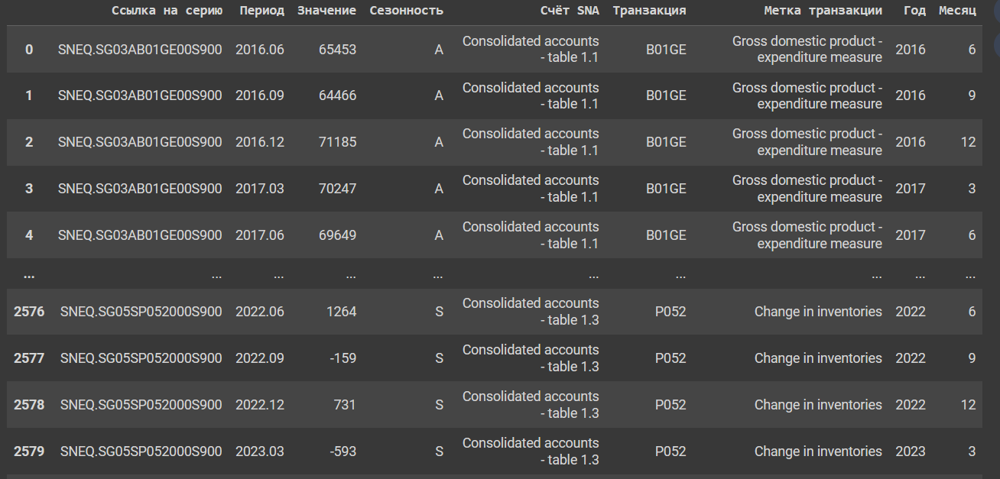 Ссылка на серию Период Значение Сезонность Счёт SNA Транзакция Метка транзакции Год Месяц
0 SNEQ.SG03AB01GE00S900 2016.06 65453 A Consolidated accounts - table 1.1 B01GE Gross domestic product - expenditure measure 2016 6
1 SNEQ.SG03AB01GE00S900 2016.09 64466 A Consolidated accounts - table 1.1 B01GE Gross domestic product - expenditure measure 2016 9
2 SNEQ.SG03AB01GE00S900 2016.12 71185 A Consolidated accounts - table 1.1 B01GE Gross domestic product - expenditure measure 2016 12
3 SNEQ.SG03AB01GE00S900 2017.03 70247 A Consolidated accounts - table 1.1 B01GE Gross domestic product - expenditure measure 2017 3
4 SNEQ.SG03AB01GE00S900 2017.06 69649 A Consolidated accounts - table 1.1 B01GE Gross domestic product - expenditure measure 2017 6
... ... ... ... ... ... ... ... ... ...
2576 SNEQ.SG05SP052000S900 2022.06 1264 S Consolidated accounts - table 1.3 P052 Change in inventories 2022 6
2577 SNEQ.SG05SP052000S900 2022.09 -159 S Consolidated accounts - table 1.3 P052 Change in inventories 2022 9
2578 SNEQ.SG05SP052000S900 2022.12 731 S Consolidated accounts - table 1.3 P052 Change in inventories 2022 12
2579 SNEQ.SG05SP052000S900 2023.03 -593 S Consolidated accounts - table 1.3 P052 Change in inventories 2023 3